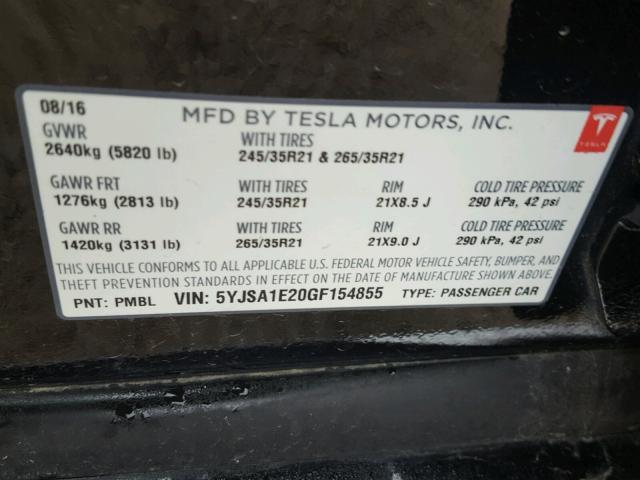 08/16 MFD BY TESLA MOTORS, INC.
TESLA
GVWR WITH TIRES
2640kg (5820 lb) 245/35R21 & 265/35R21
GAWR FRT WITH TIRES RIM COLD TIRE PRESSURE
1276kg (2813 lb) 245/35R21 21X8.5 J 290 kPa, 42 psi
GAWR RR WITH TIRES RIM COLD TIRE PRESSURE
1420kg (3131 lb) 265/35R21 21X9.0 J 290 kPa, 42 psi
THIS VEHICLE CONFORMS TO ALL APPLICABLE U.S. FEDERAL MOTOR VEHICLE SAFETY, BUMPER, AND
THEFT PREVENTION STANDARDS IN EFFECT ON THE DATE OF MANUFACTURE SHOWN ABOVE.
PNT: PMBL VIN: 5YJSA1E20GF154855 TYPE: PASSENGER CAR